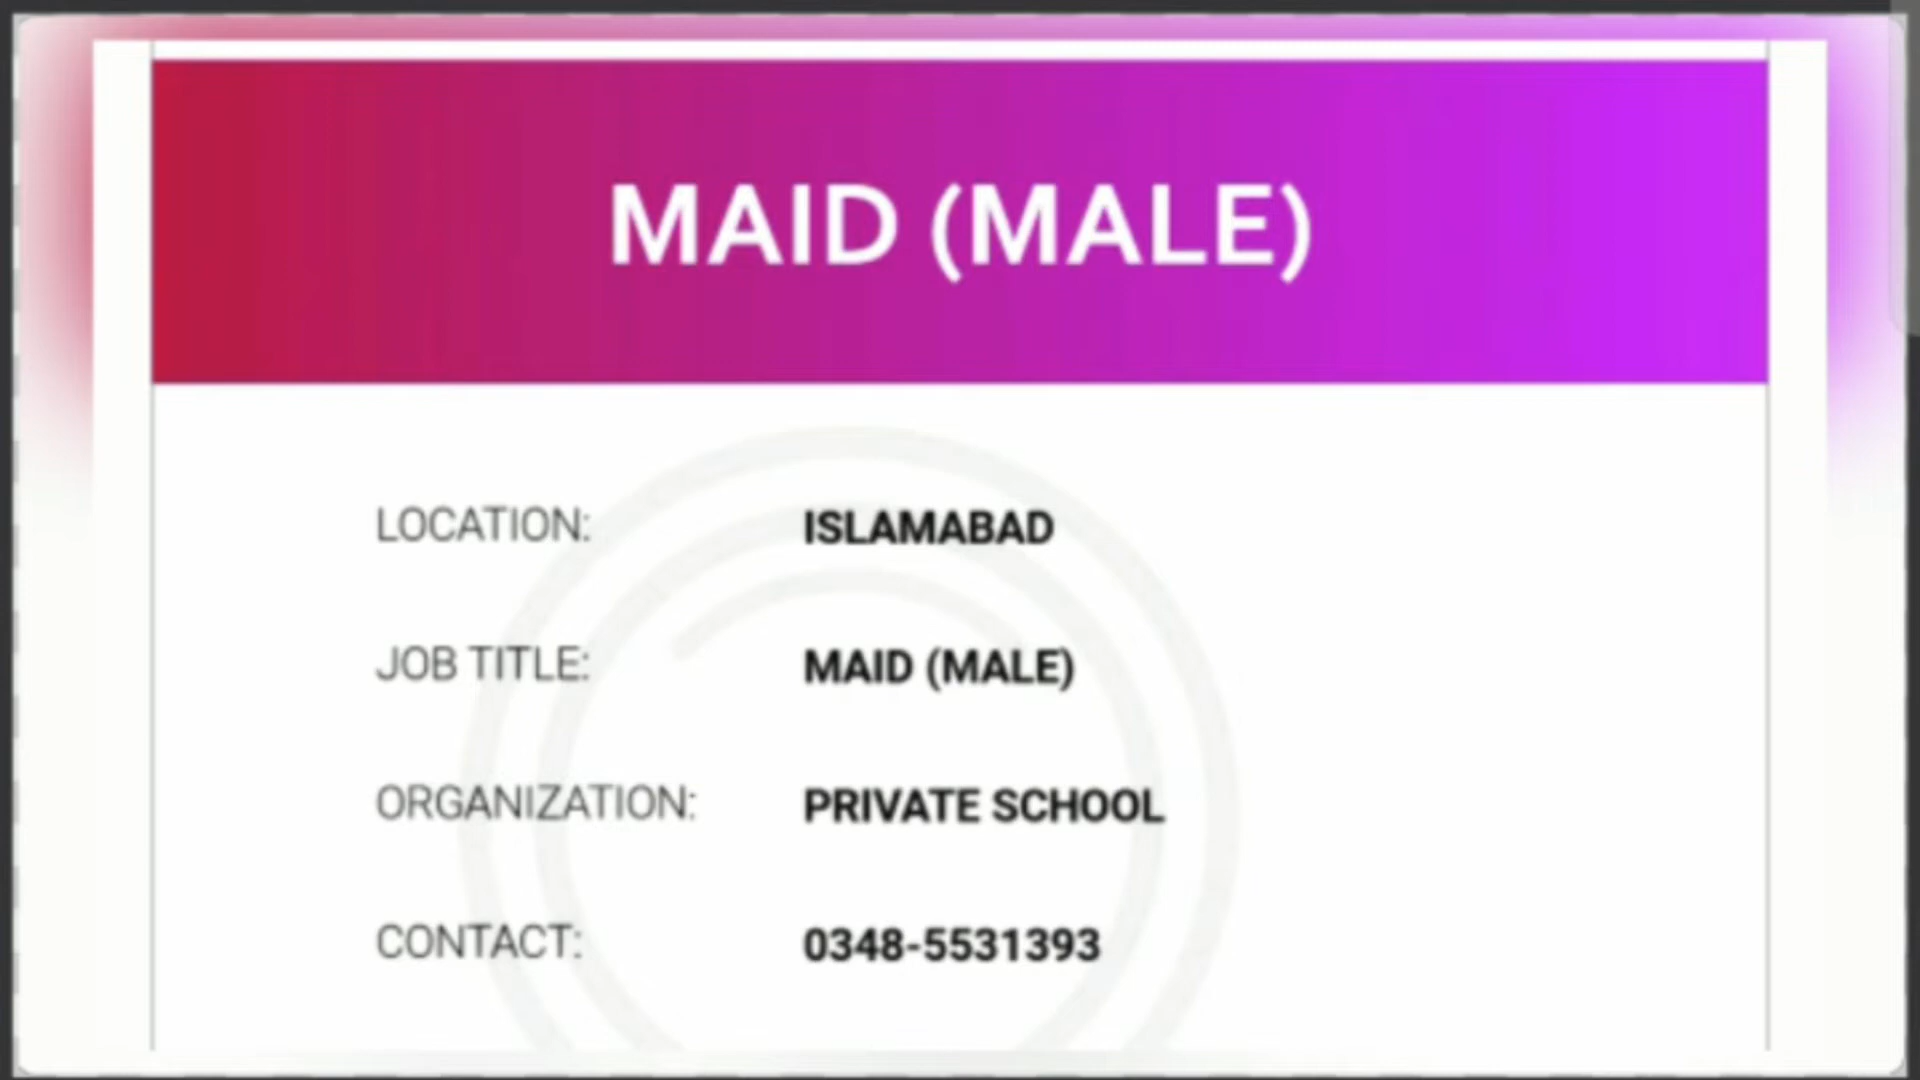 MAID (MALE)
LOCATION: ISLAMABAD
JOB TITLE: MAID (MALE)
ORGANIZATION: PRIVATE SCHOOL
CONTACT: 0348-5531393